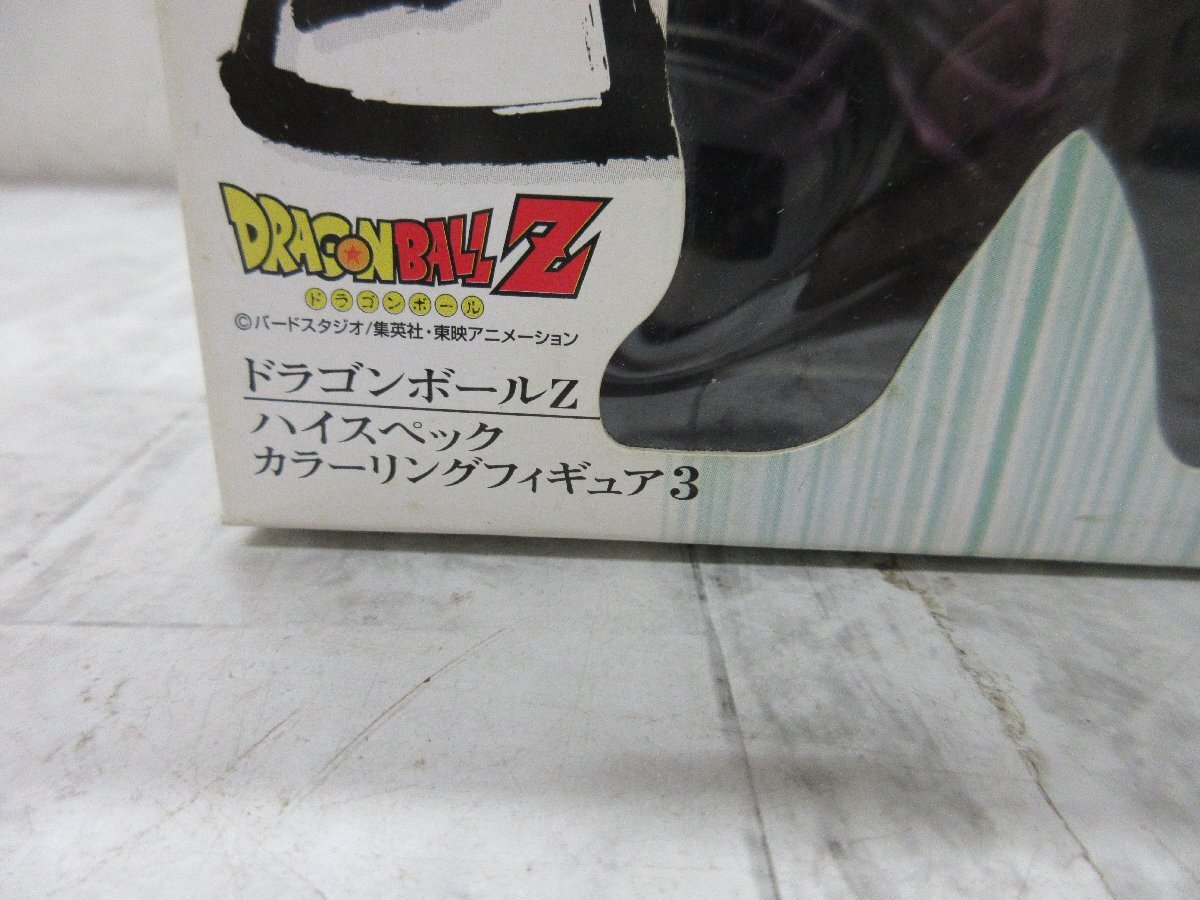 DRAGONBALL Z
ドラゴンボール
©バードスタジオ/集英社・東映アニメーション
ドラゴンボールZ
ハイスペック
カラーリングフィギュア3